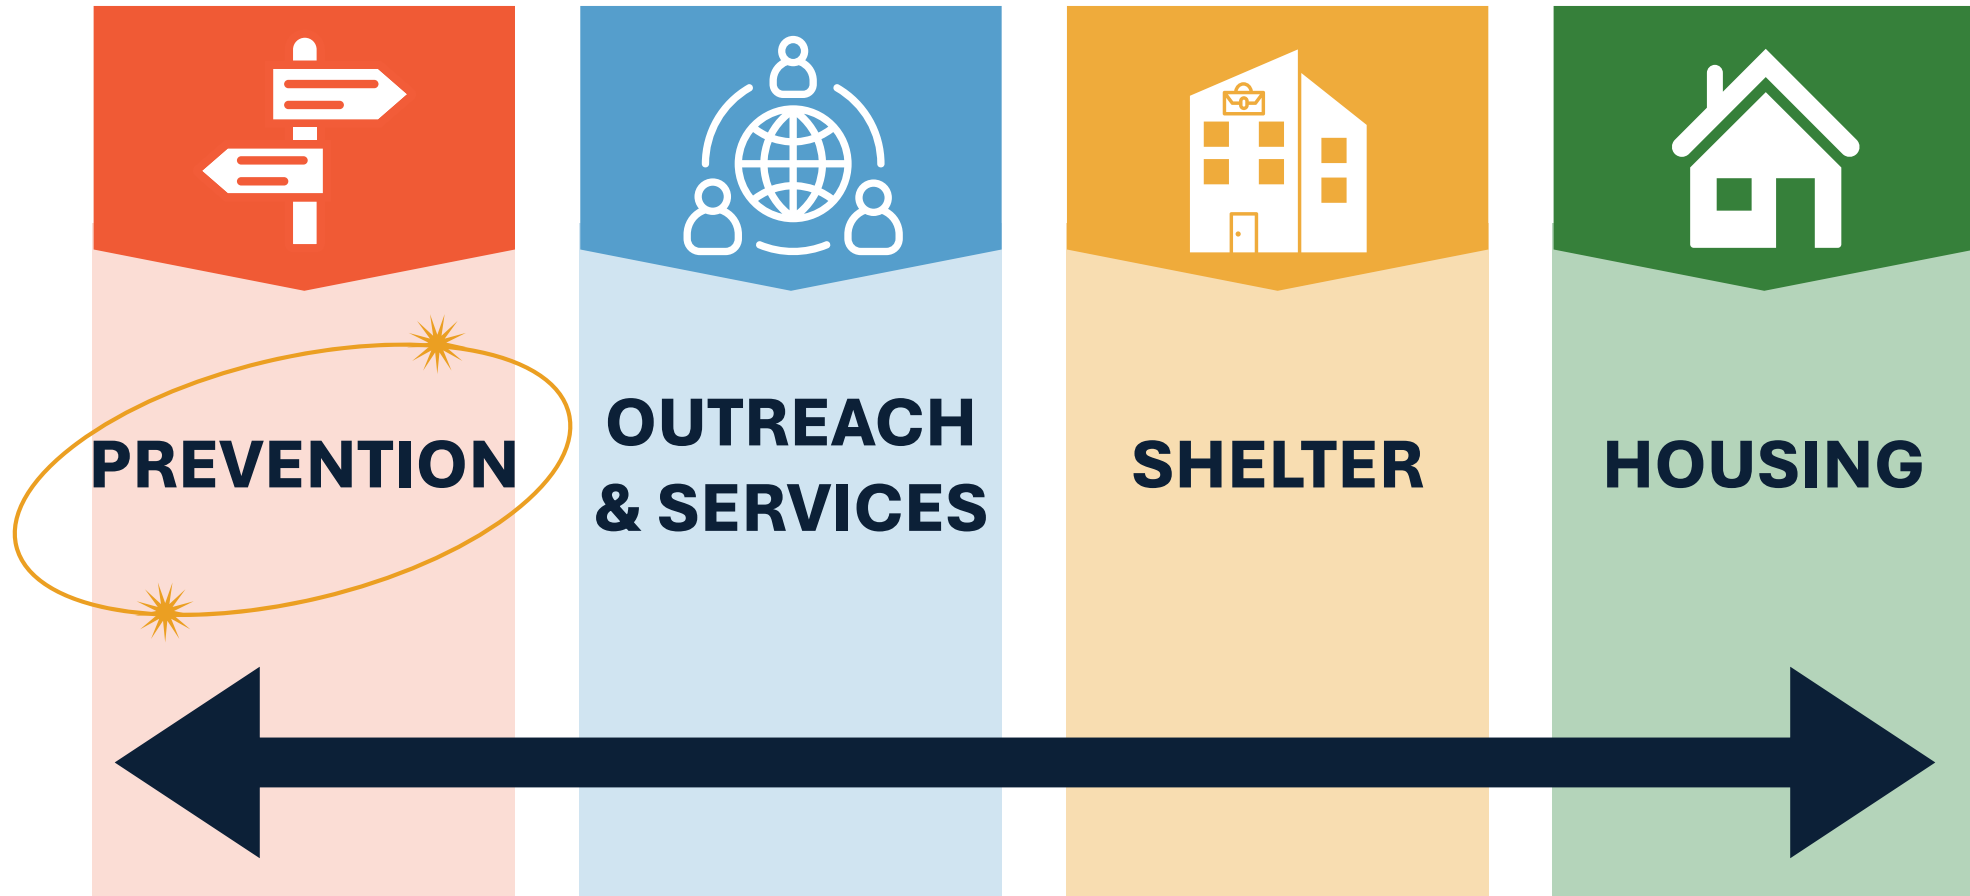 PREVENTION
OUTREACH
& SERVICES
SHELTER
HOUSING